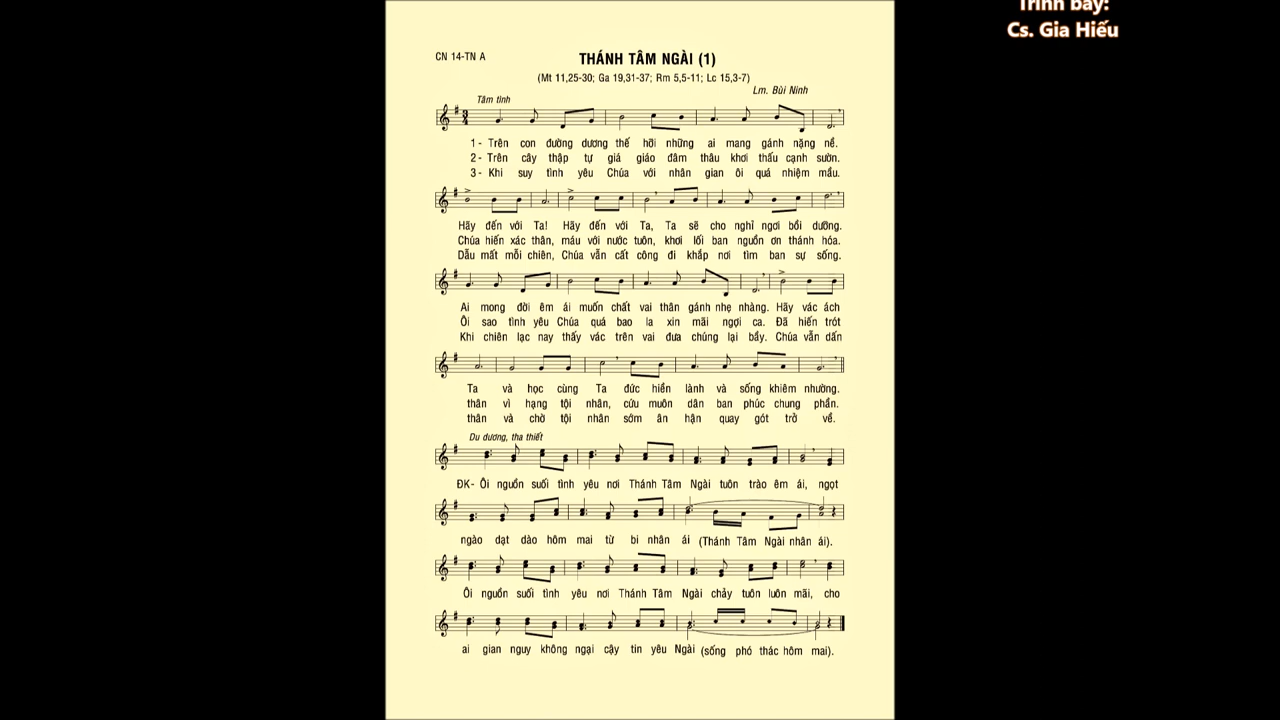 Trình bày:
Cs. Gia Hiếu
CN 14-TN A
THÁNH TÂM NGÀI (1)
(Mt 11,25-30; Ga 19,31-37; Rm 5,5-11; Lc 15,3-7)
Lm. Bùi Ninh
Tâm tình
1- Trên con đường dương thế hỡi những ai mang gánh nặng nề.
2- Trên cây thập tự giá giáo đâm thâu khơi thấu cạnh sườn.
3- Khi suy tình yêu Chúa với nhân gian ôi quá nhiệm mầu.
Hãy đến với Ta! Hãy đến với Ta, Ta sẽ cho nghỉ ngơi bồi dưỡng.
Chúa hiến xác thân, máu với nước tuôn, khơi lối ban nguồn ơn thánh hóa.
Dẫu mất mỗi chiên, Chúa vẫn cất công đi khắp nơi tìm ban sự sống.
Ai mong đời êm ái muốn chất vai thân gánh nhẹ nhàng. Hãy vác ách
Ôi sao tình yêu Chúa quá bao la xin mãi ngợi ca. Đã hiến trót
Khi chiên lạc nay thấy vác trên vai đưa chúng lại bầy. Chúa vẫn dấn
Ta và học cùng Ta đức hiền lành và sống khiêm nhường.
thân vì hạng tội nhân, cứu muôn dân ban phúc chung phần.
thân và chờ tội nhân sớm ăn hận quay gót trở về.
Du dương, tha thiết
ĐK- Ôi nguồn suối tình yêu nơi Thánh Tâm Ngài tuôn trào êm ái, ngọt
ngào dạt dào hôm mai từ bi nhân ái (Thánh Tâm Ngài nhân ái).
Ôi nguồn suối tình yêu nơi Thánh Tâm Ngài chảy tuôn luôn mãi, cho
ai gian nguy không ngại cậy tin yêu Ngài (sống phó thác hôm mai).